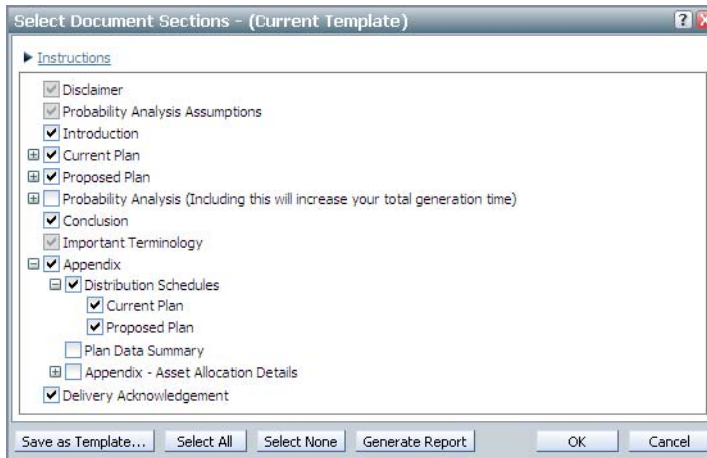 Select Document Sections - (Current Template)
Instructions
Disclaimer
Probability Analysis Assumptions
Introduction
Current Plan
Proposed Plan
Probability Analysis (Including this will increase your total generation time)
Conclusion
Important Terminology
Appendix
Distribution Schedules
Current Plan
Proposed Plan
Plan Data Summary
Appendix - Asset Allocation Details
Delivery Acknowledgement
Save as Template... Select All Select None Generate Report OK Cancel